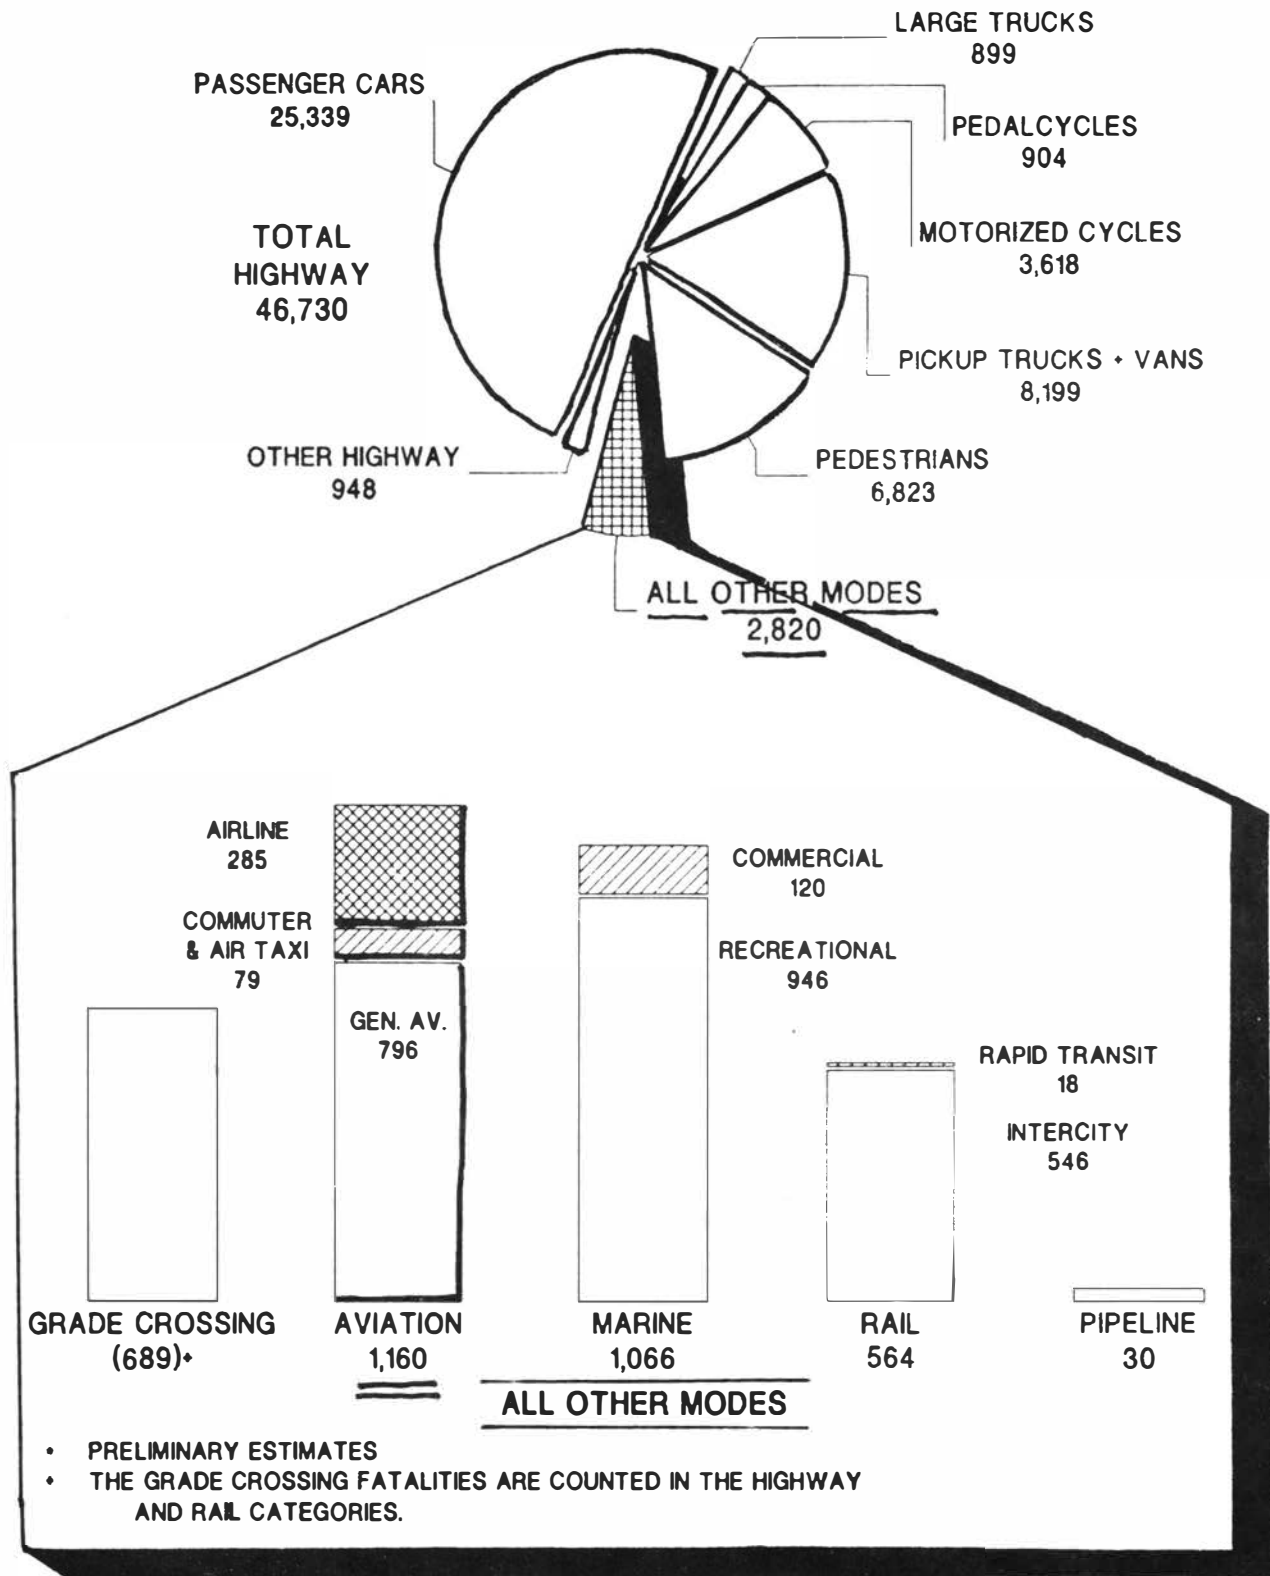 LARGE TRUCKS
899
PASSENGER CARS
25,339
PEDALCYCLES
904
TOTAL
HIGHWAY
46,730
MOTORIZED CYCLES
3,618
PICKUP TRUCKS + VANS
8,199
OTHER HIGHWAY
948
PEDESTRIANS
6,823
ALL OTHER MODES
2,820
AIRLINE
285
COMMUTER
& AIR TAXI
79
GEN. AV.
796
COMMERCIAL
120
RECREATIONAL
946
RAPID TRANSIT
18
INTERCITY
546
GRADE CROSSING
(689)+
AVIATION
1,160
MARINE
1,066
RAIL
564
PIPELINE
30
ALL OTHER MODES
• PRELIMINARY ESTIMATES
+ THE GRADE CROSSING FATALITIES ARE COUNTED IN THE HIGHWAY
AND RAIL CATEGORIES.